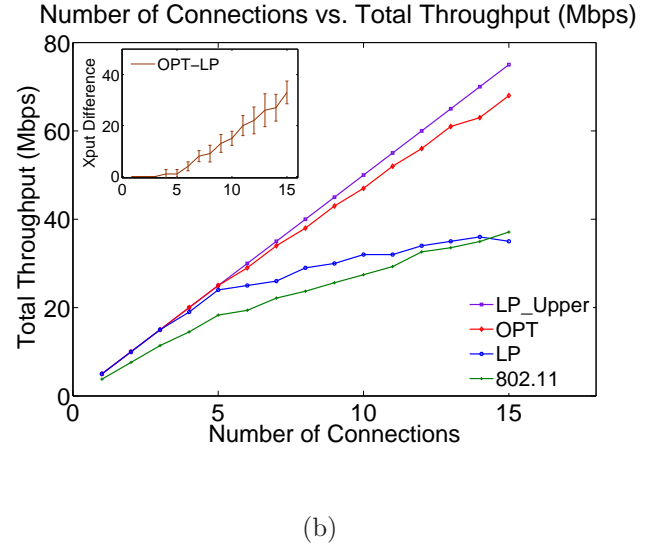 Number of Connections vs. Total Throughput (Mbps)
80
60
40
20
0
Total Throughput (Mbps)
40
20
0
Xput Difference
OPT-LP
0 5 10 15
LP_Upper
OPT
LP
802.11
0 5 10 15
Number of Connections
(b)